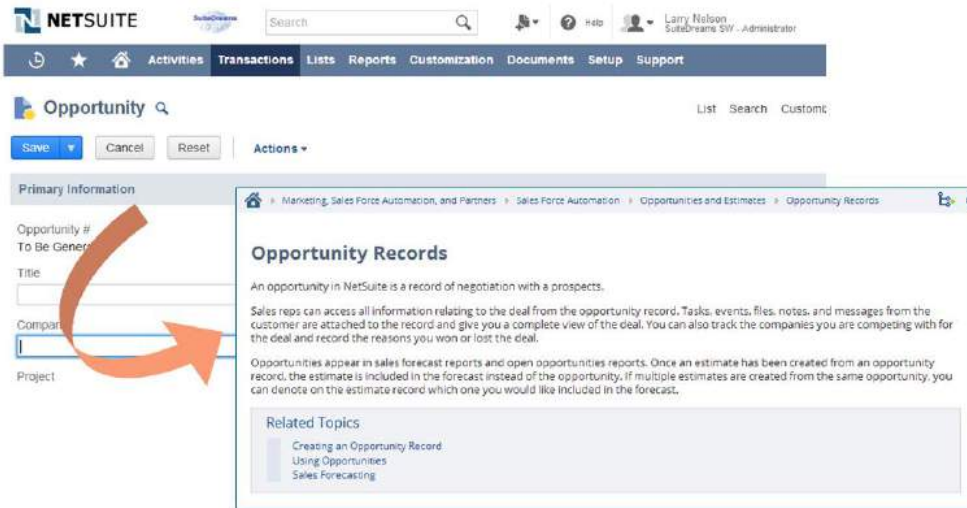 NETSUITE
SuiteDreams
Search
Help
Larry Nelson
SuiteDreams SW - Administrator
Activities Transactions Lists Reports Customization Documents Setup Support
Opportunity
List Search Customiz
Save Cancel Reset Actions
Primary Information
Opportunity #
To Be Gener
Title
Compan
Project
Marketing, Sales Force Automation, and Partners Sales Force Automation Opportunities and Estimates Opportunity Records
Opportunity Records
An opportunity in NetSuite is a record of negotiation with a prospects.
Sales reps can access all information relating to the deal from the opportunity record. Tasks, events, files, notes, and messages from the
customer are attached to the record and give you a complete view of the deal. You can also track the companies you are competing with for
the deal and record the reasons you won or lost the deal.
Opportunities appear in sales forecast reports and open opportunities reports. Once an estimate has been created from an opportunity
record, the estimate is included in the forecast instead of the opportunity. If multiple estimates are created from the same opportunity, you
can denote on the estimate record which one you would like included in the forecast.
Related Topics
Creating an Opportunity Record
Using Opportunities
Sales Forecasting